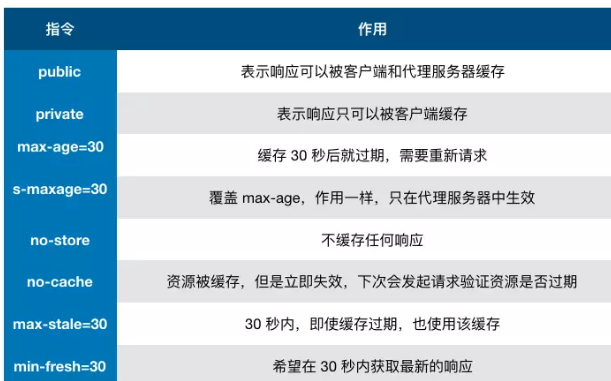 指令 作用
public 表示响应可以被客户端和代理服务器缓存
private 表示响应只可以被客户端缓存
max-age=30 缓存 30 秒后就过期，需要重新请求
s-maxage=30 覆盖 max-age，作用一样，只在代理服务器中生效
no-store 不缓存任何响应
no-cache 资源被缓存，但是立即失效，下次会发起请求验证资源是否过期
max-stale=30 30 秒内，即使缓存过期，也使用该缓存
min-fresh=30 希望在 30 秒内获取最新的响应